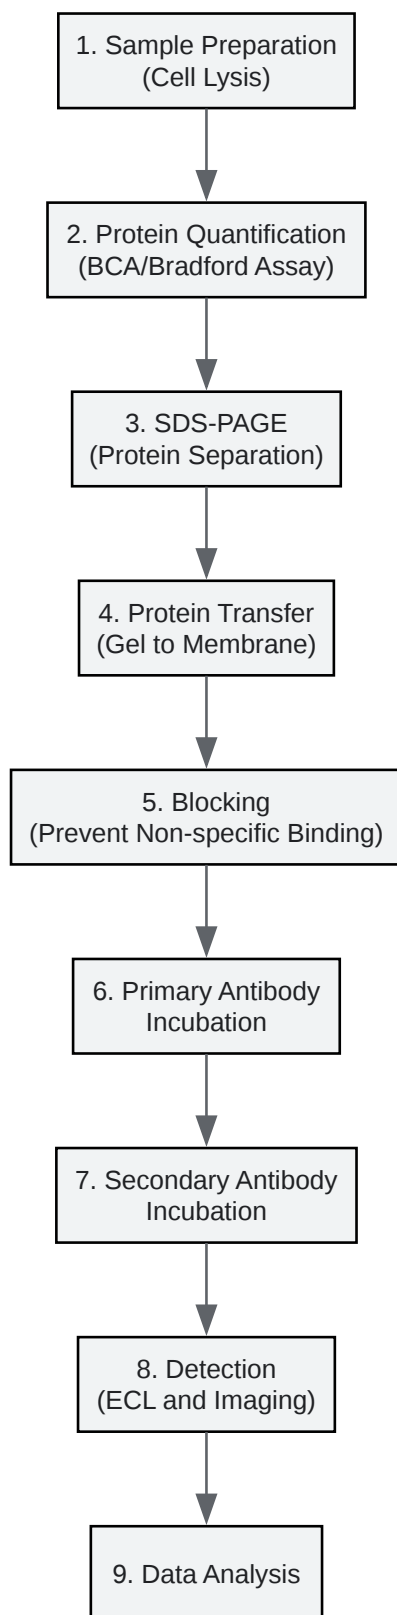 1. Sample Preparation
(Cell Lysis)
2. Protein Quantification
(BCA/Bradford Assay)
3. SDS-PAGE
(Protein Separation)
4. Protein Transfer
(Gel to Membrane)
5. Blocking
(Prevent Non-specific Binding)
6. Primary Antibody
Incubation
7. Secondary Antibody
Incubation
8. Detection
(ECL and Imaging)
9. Data Analysis